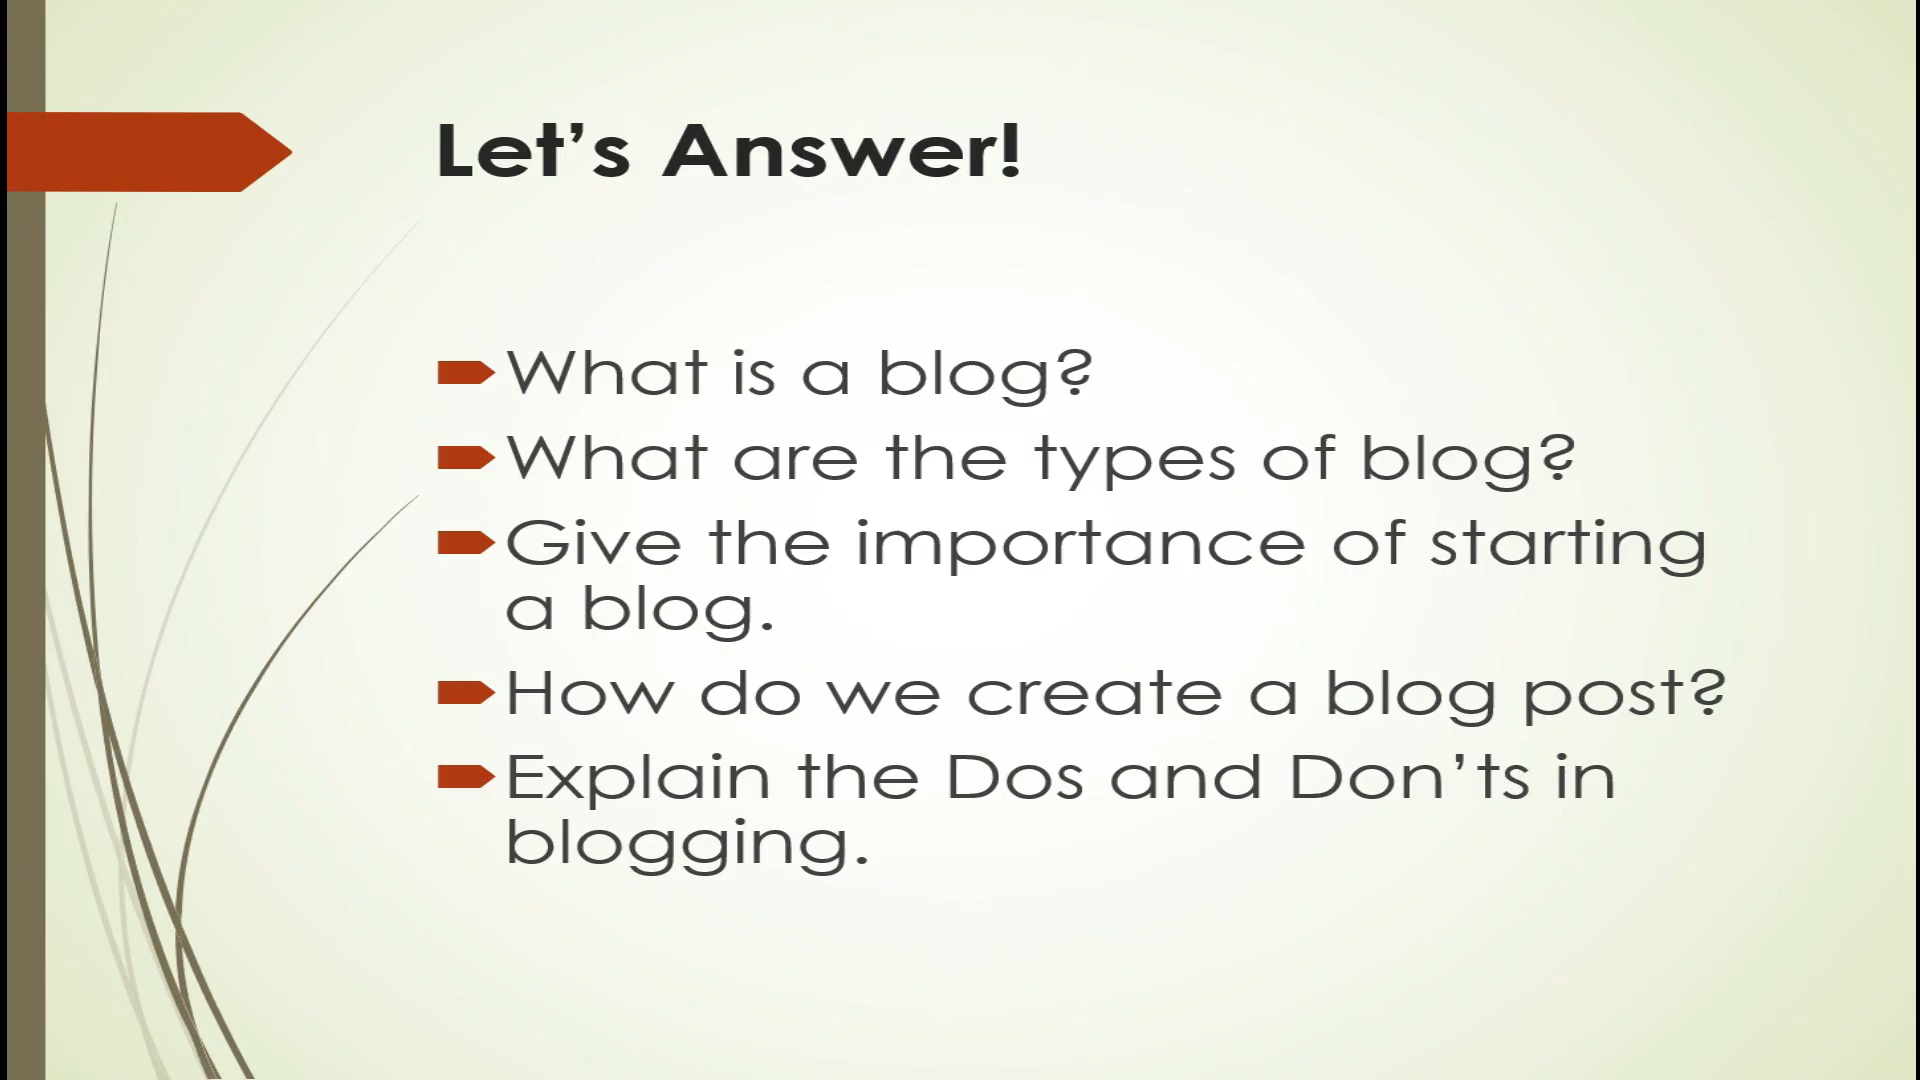 Let’s Answer!
What is a blog?
What are the types of blog?
Give the importance of starting
a blog.
How do we create a blog post?
Explain the Dos and Don’ts in
blogging.